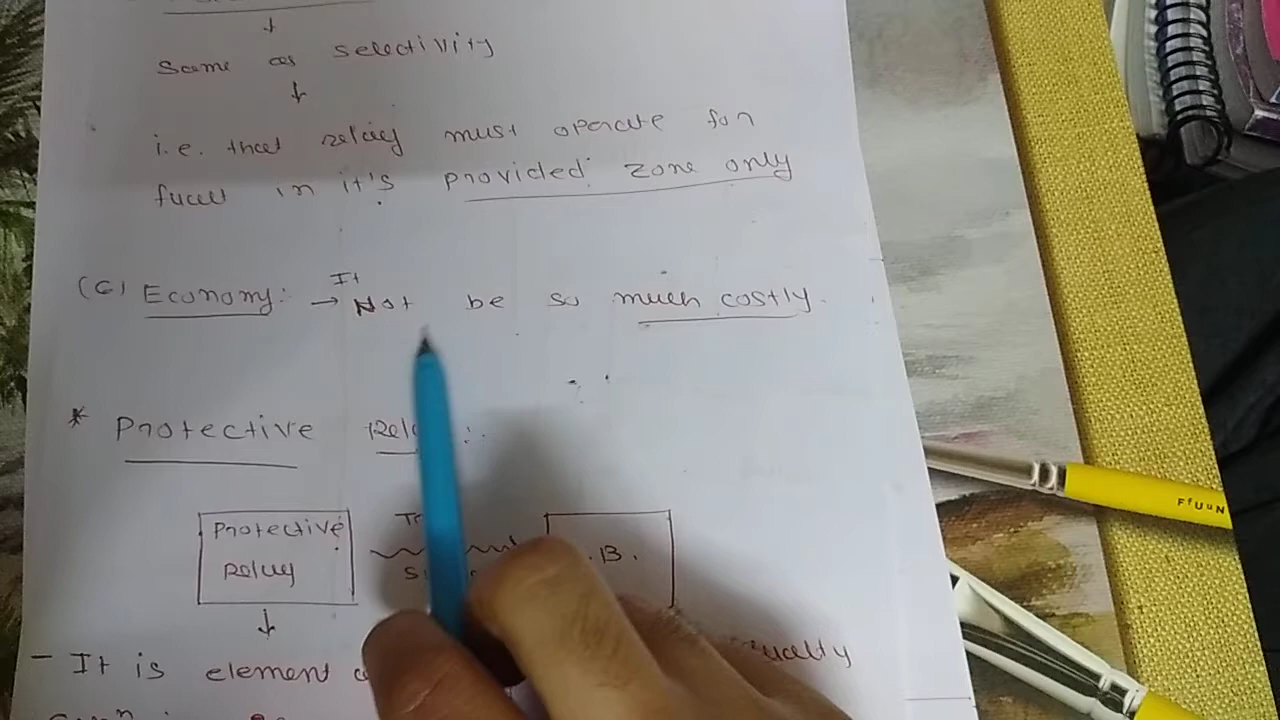 Same as selectivity
i.e. that relay must operate for
fault in it's provided zone only
(C) Economy: → It Not be so much costly.
* Protective
Protective
Relay
.B.
- It is element
FfUuN